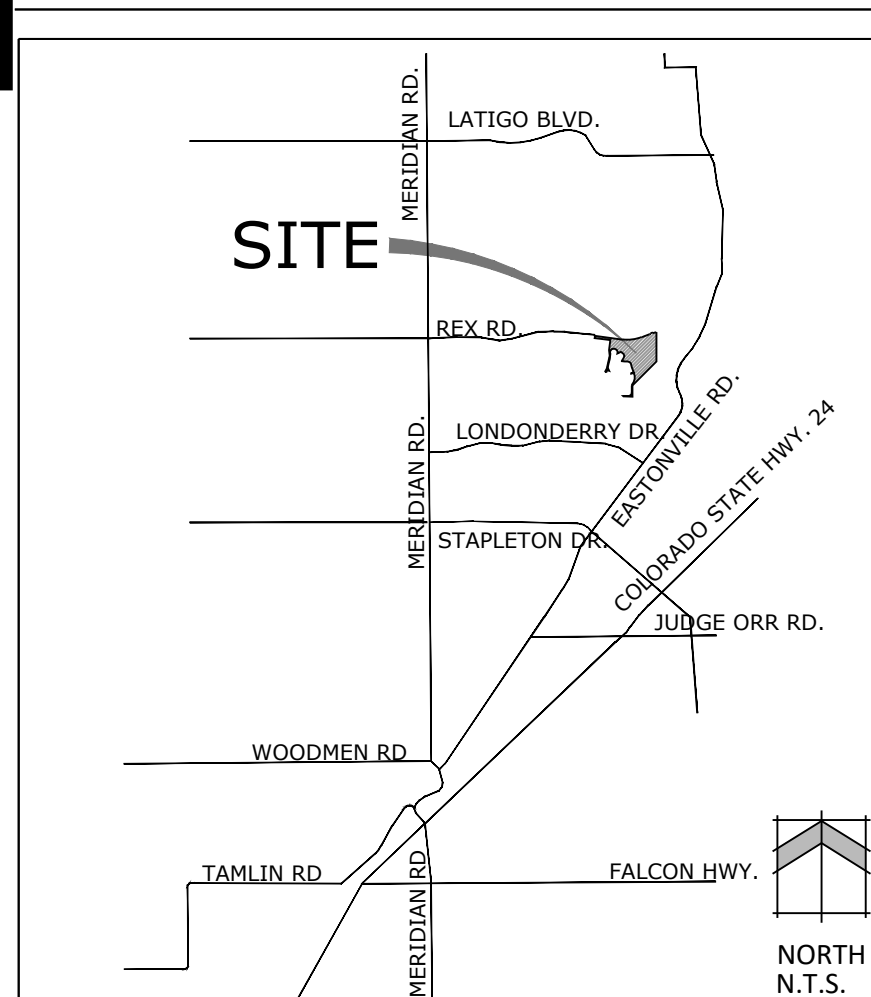 LATIGO BLVD.
MERIDIAN RD.
SITE
REX RD.
LONDONDERRY DR.
EASTONVILLE RD.
COLORADO STATE HWY. 24
MERIDIAN RD.
STAPLETON DR.
JUDGE ORR RD.
WOODMEN RD
TAMLIN RD
FALCON HWY.
MERIDIAN RD
NORTH
N.T.S.